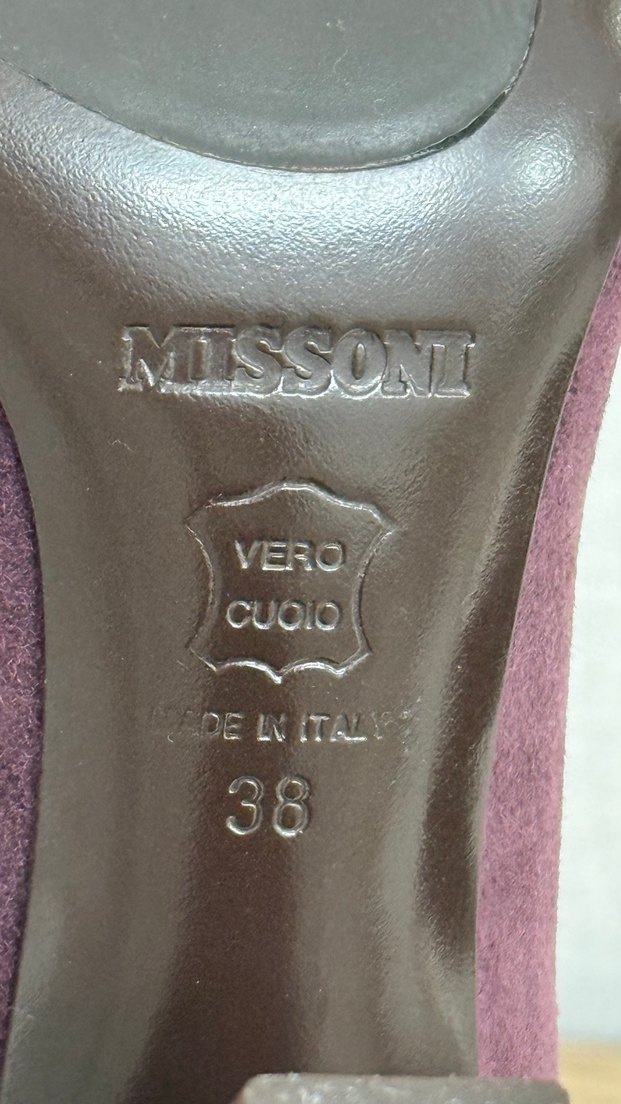 MISSONI
VERO
CUOIO
MADE IN ITALY
38